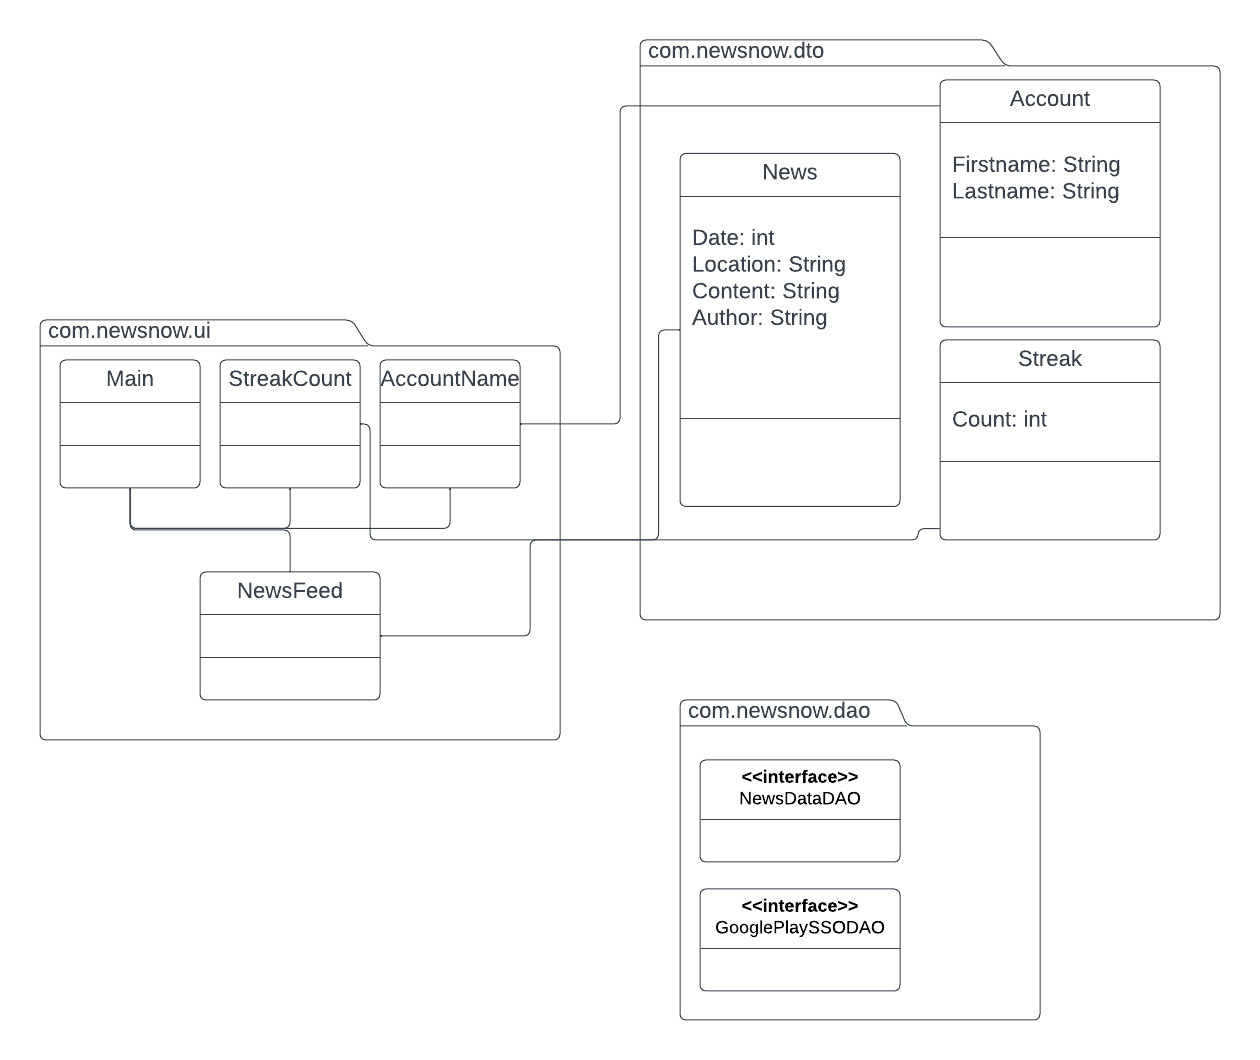 com.newsnow.dto
Account
Firstname: String
Lastname: String
News
Date: int
Location: String
Content: String
Author: String
Streak
Count: int
com.newsnow.ui
Main
StreakCount
AccountName
NewsFeed
com.newsnow.dao
<<interface>>
NewsDataDAO
<<interface>>
GooglePlaySSODAO